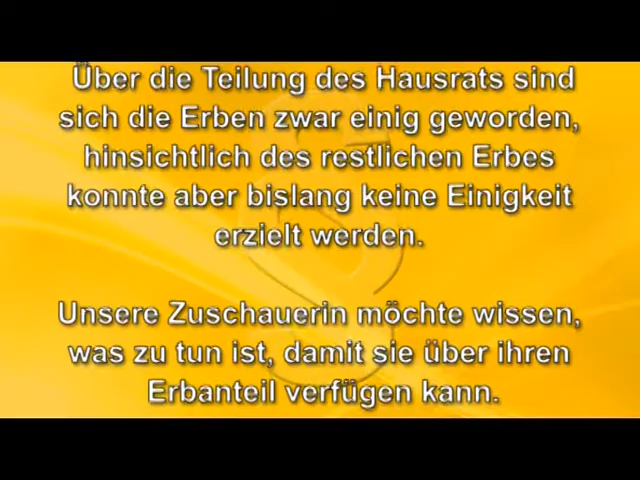 Über die Teilung des Hausrats sind
sich die Erben zwar einig geworden,
hinsichtlich des restlichen Erbes
konnte aber bislang keine Einigkeit
erzielt werden.
Unsere Zuschauerin möchte wissen,
was zu tun ist, damit sie über ihren
Erbanteil verfügen kann.